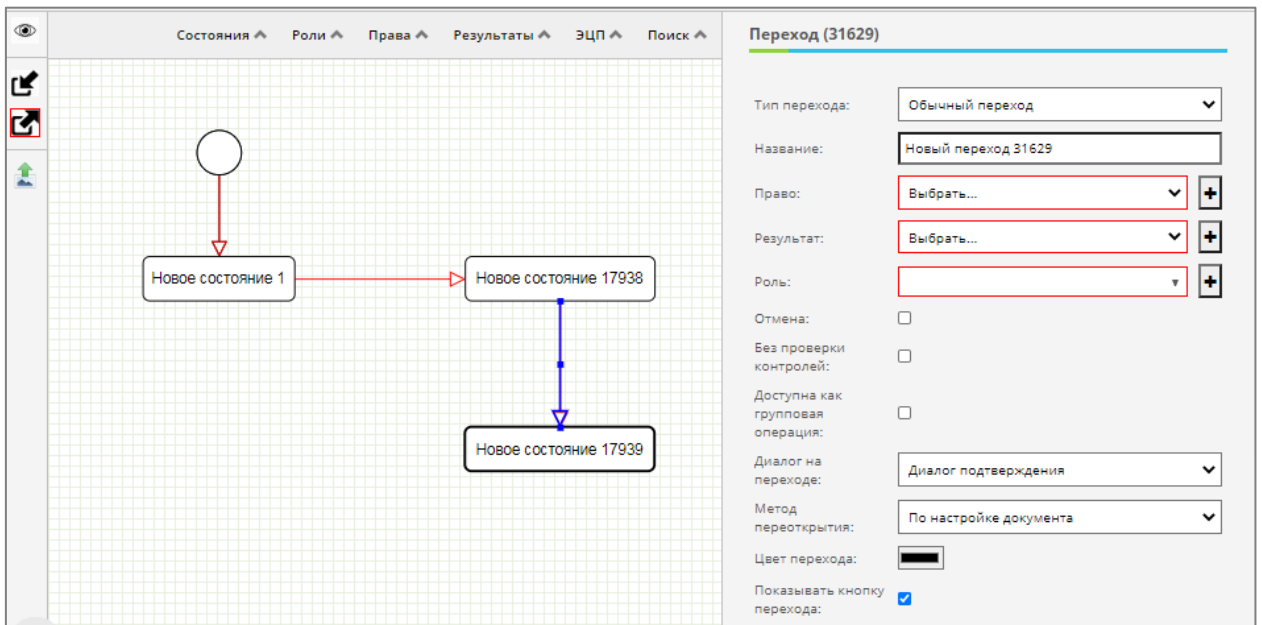 Состояния Роли Права Результаты ЭЦП Поиск
Новое состояние 1
Новое состояние 17938
Новое состояние 17939
Переход (31629)
Тип перехода: Обычный переход
Название: Новый переход 31629
Право: Выбрать...
Результат: Выбрать...
Роль:
Отмена:
Без проверки
контролей:
Доступна как
групповая
операция:
Диалог на
переходе:
Диалог подтверждения
Метод
переоткрытия:
По настройке документа
Цвет перехода:
Показывать кнопку
перехода: